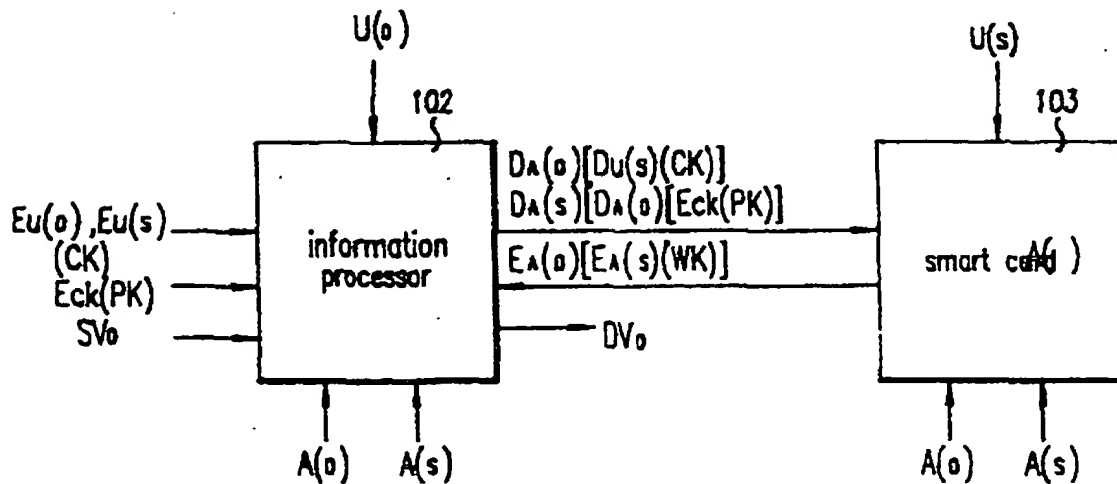 U(o)
U(s)
102
103
DA(o)[Du(s)(CK)]
DA(s)[DA(o)[Eck(PK)]
Eu(o) ,Eu(s)
(CK)
Eck(PK)
SVo
information
processor
EA(o)[EA(s)(WK)]
smart
DVo
A(o)
A(s)
A(o)
A(s)